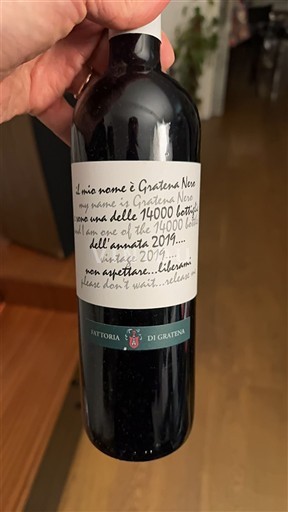 il mio nome è Gratena Nero
my name is Gratena Nero
sono una delle 14000 bottiglie
and I am one of the 14000
dell'annata 2019....
vintage 2019....
non aspettare...liberami
please don't wait...release
FATTORIA DI GRATENA